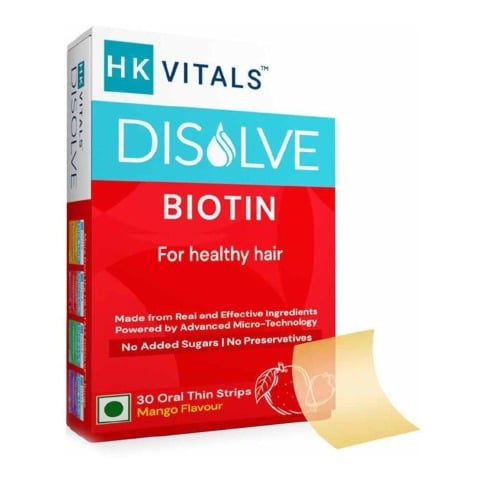 HK VITALS™
DISOLVE
BIOTIN
For healthy hair
Made from Real and Effective Ingredients
Powered by Advanced Micro-Technology
No Added Sugars | No Preservatives
30 Oral Thin Strips
Mango Flavour
HK VITALS
DISOLVE